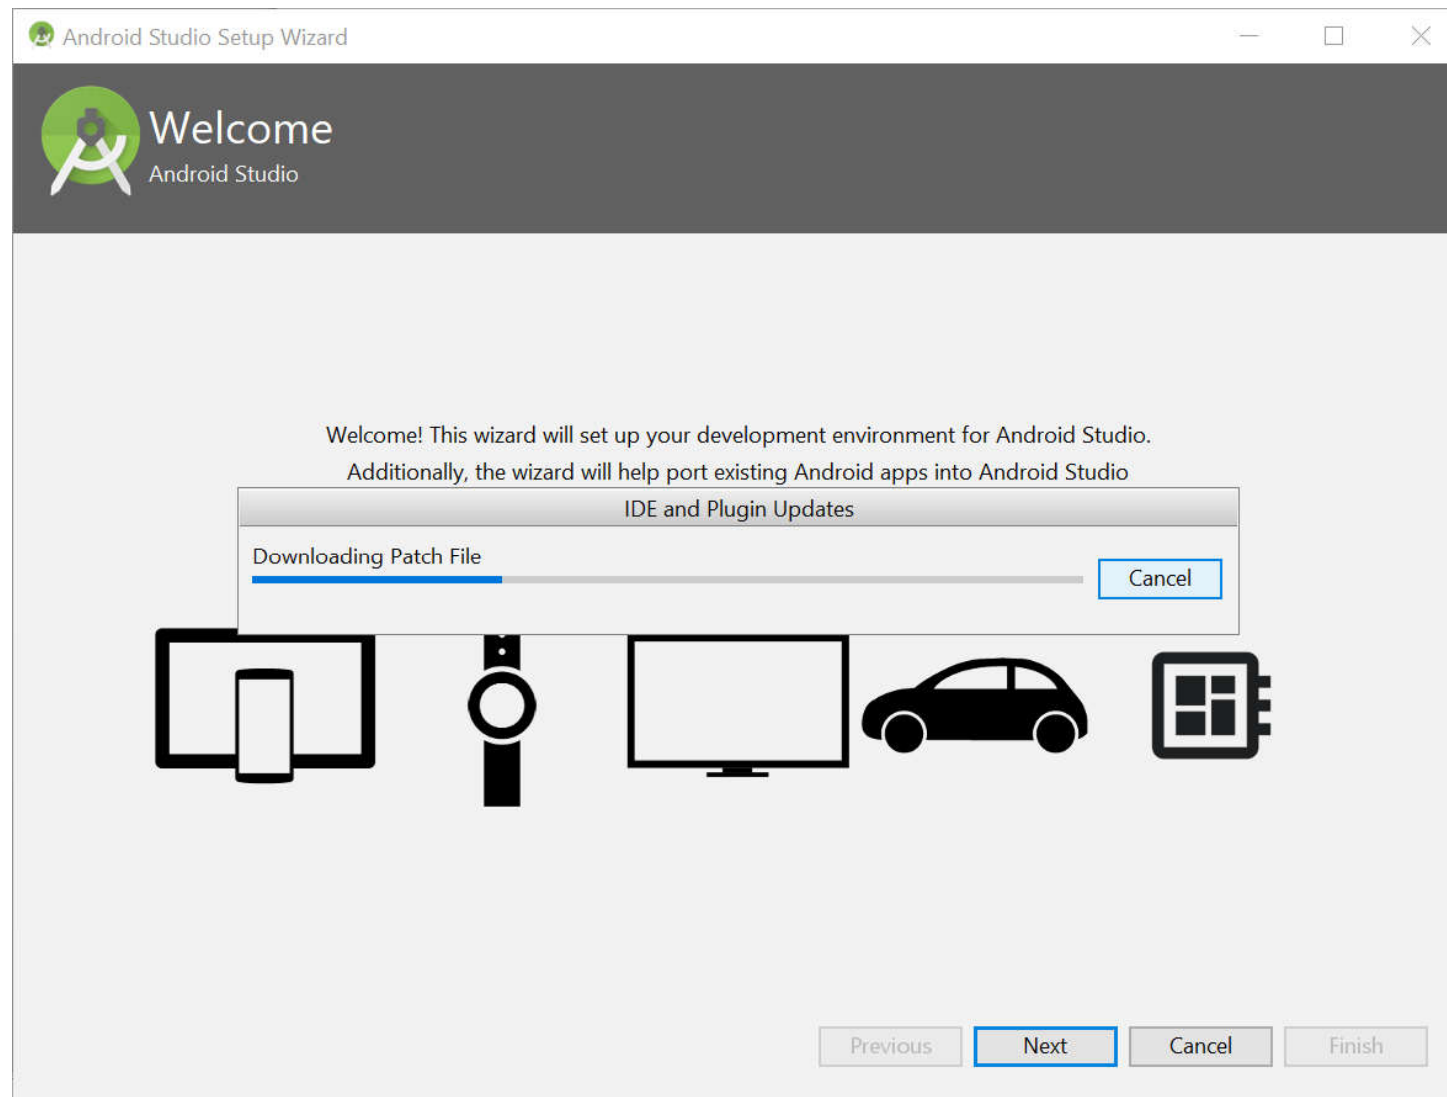 Android Studio Setup Wizard
Welcome
Android Studio
Welcome! This wizard will set up your development environment for Android Studio.
Additionally, the wizard will help port existing Android apps into Android Studio
IDE and Plugin Updates
Downloading Patch File
Cancel
Previous
Next
Cancel
Finish